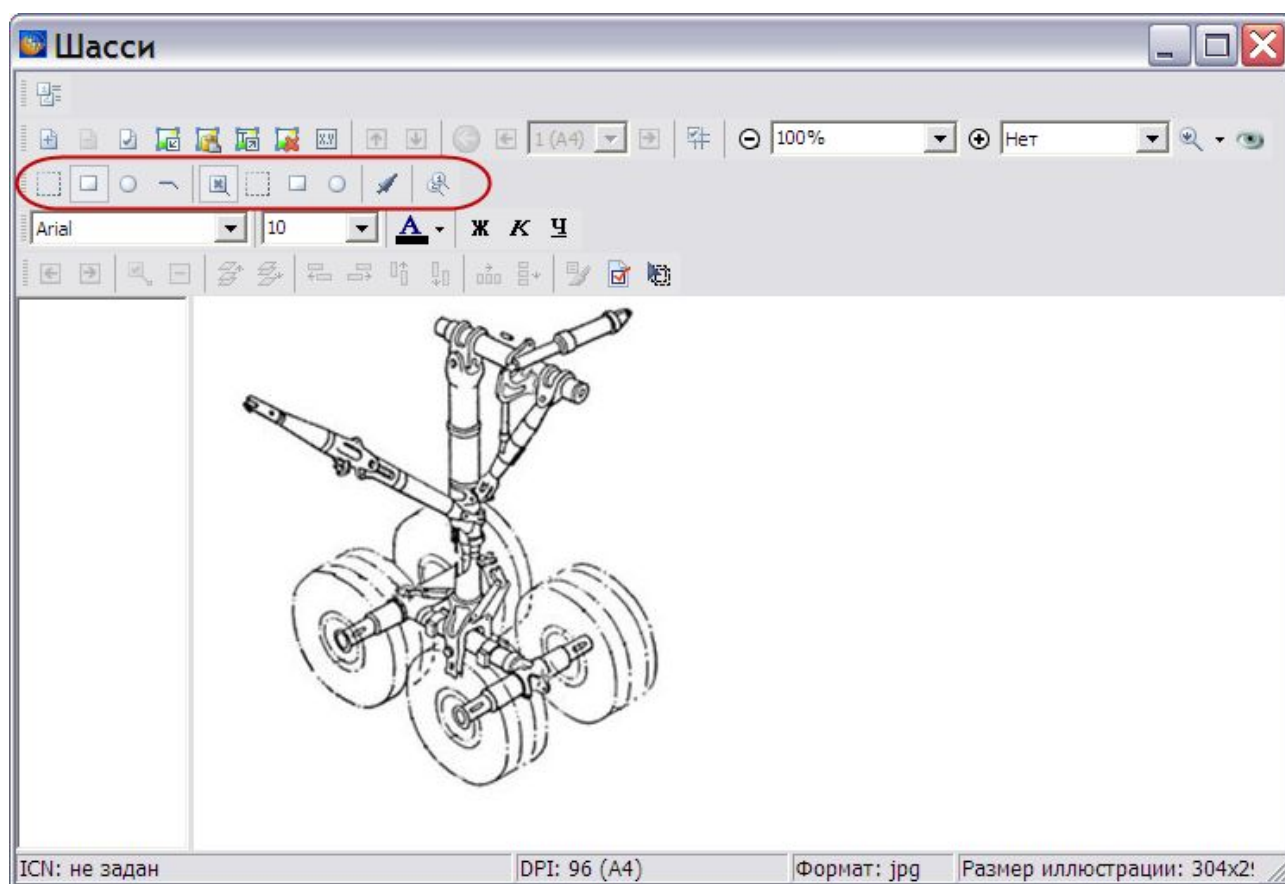 Шасси
1 (A4) 100% Нет
Arial 10 A Ж К Ч
ICN: не задан DPI: 96 (A4) Формат: jpg Размер иллюстрации: 304x2